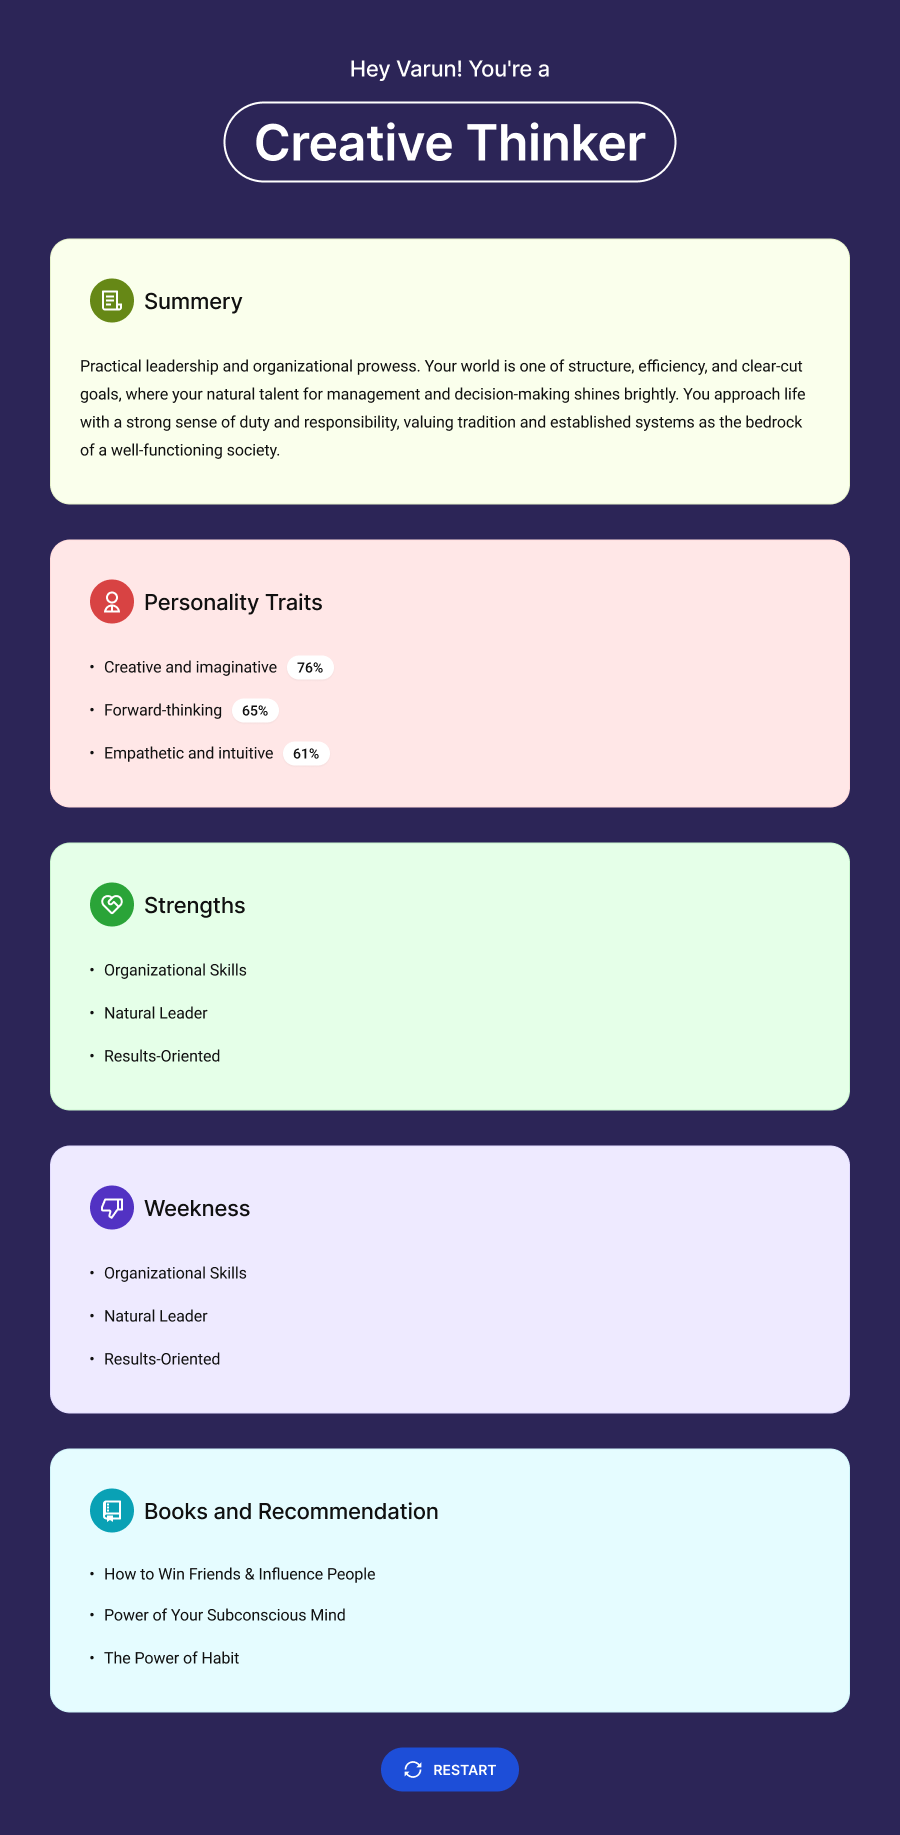 Hey Varun! You're a
Creative Thinker
Summery
Practical leadership and organizational prowess. Your world is one of structure, efficiency, and clear-cut
goals, where your natural talent for management and decision-making shines brightly. You approach life
with a strong sense of duty and responsibility, valuing tradition and established systems as the bedrock
of a well-functioning society.
Personality Traits
• Creative and imaginative 76%
• Forward-thinking 65%
• Empathetic and intuitive 61%
Strengths
• Organizational Skills
• Natural Leader
• Results-Oriented
Weekness
• Organizational Skills
• Natural Leader
• Results-Oriented
Books and Recommendation
• How to Win Friends & Influence People
• Power of Your Subconscious Mind
• The Power of Habit
RESTART